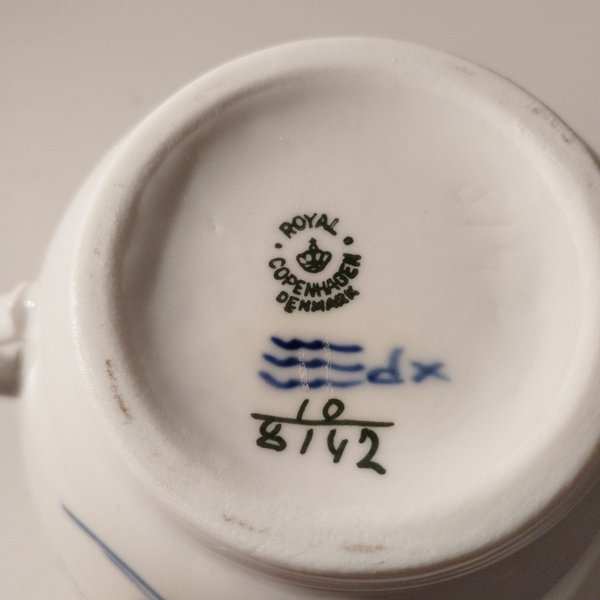 ROYAL
COPENHAGEN
DENMARK
dx
10
8142